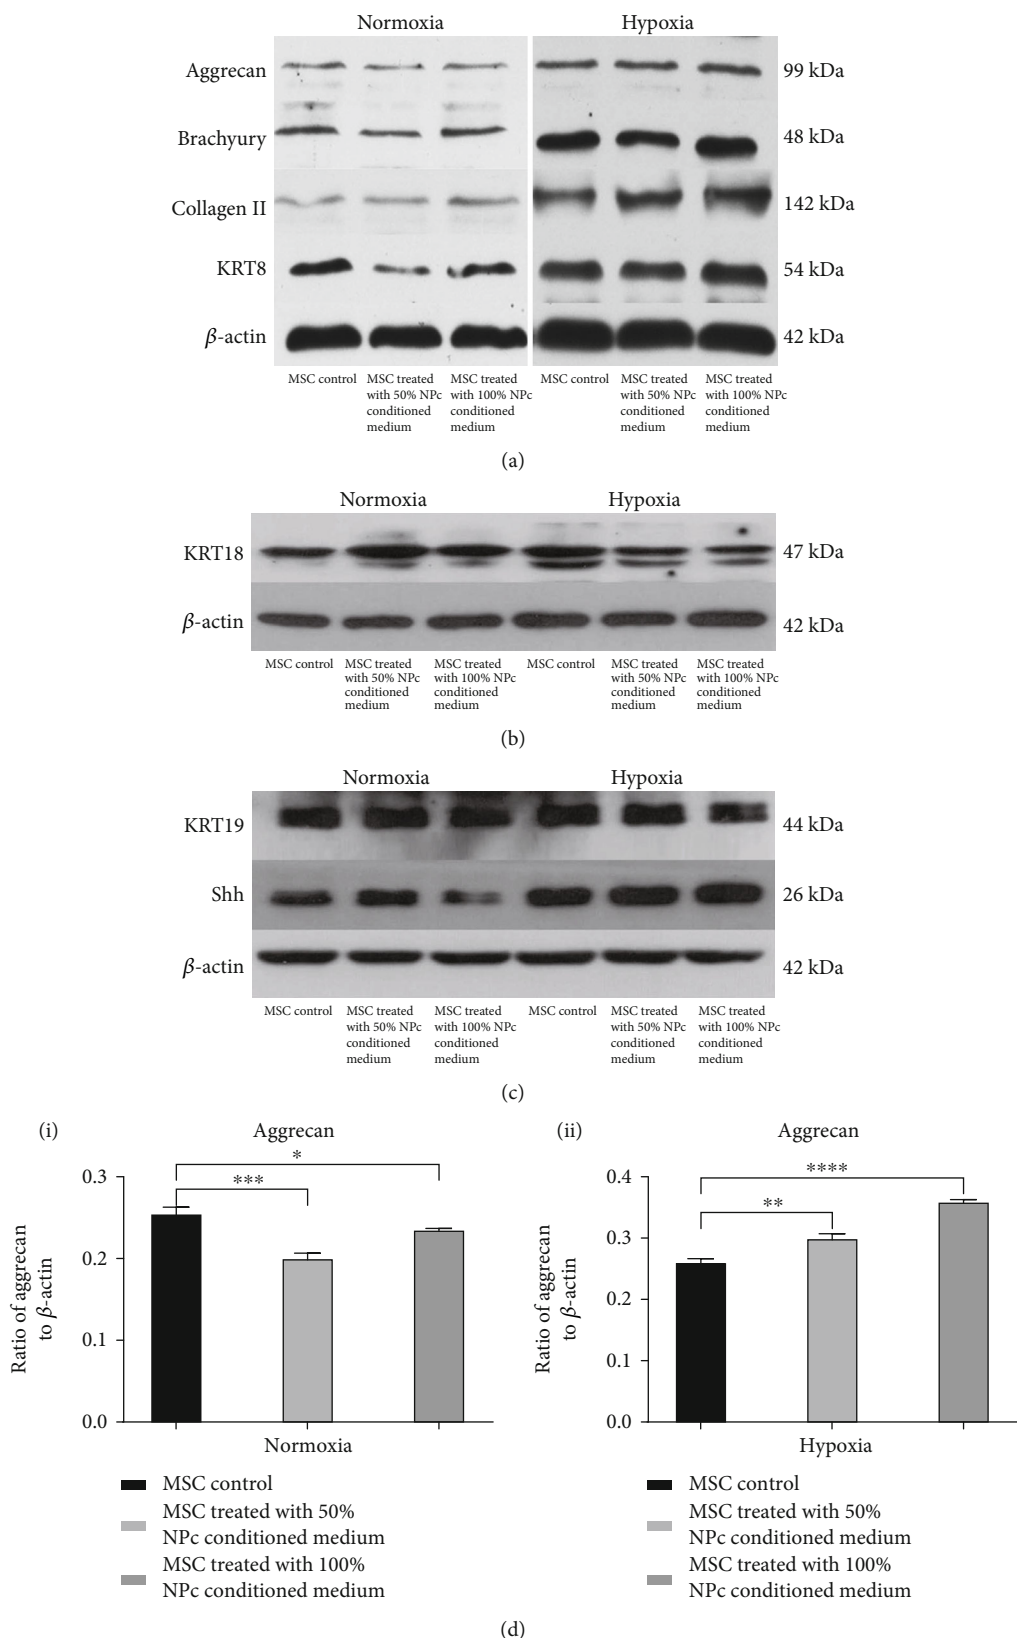 Normoxia Hypoxia
Aggrecan 99 kDa
Brachyury 48 kDa
Collagen II 142 kDa
KRT8 54 kDa
β-actin 42 kDa
MSC control MSC treated MSC treated MSC control MSC treated MSC treated
with 50% NPc with 100% NPc with 50% NPc with 100% NPc
conditioned conditioned conditioned conditioned
medium medium medium medium
(a)
Normoxia Hypoxia
KRT18 47 kDa
β-actin 42 kDa
MSC control MSC treated MSC treated MSC control MSC treated MSC treated
with 50% NPc with 100% NPc with 50% NPc with 100% NPc
conditioned conditioned conditioned conditioned
medium medium medium medium
(b)
Normoxia Hypoxia
KRT19 44 kDa
Shh 26 kDa
β-actin 42 kDa
MSC control MSC treated MSC treated MSC control MSC treated MSC treated
with 50% NPc with 100% NPc with 50% NPc with 100% NPc
conditioned conditioned conditioned conditioned
medium medium medium medium
(c)
(i)
Aggrecan
Ratio of aggrecan
to β-actin
0.3
0.2
0.1
0.0
*
***
Normoxia
MSC control
MSC treated with 50%
NPc conditioned medium
MSC treated with 100%
NPc conditioned medium
(ii)
Aggrecan
Ratio of aggrecan
to β-actin
0.4
0.3
0.2
0.1
0.0
****
**
Hypoxia
MSC control
MSC treated with 50%
NPc conditioned medium
MSC treated with 100%
NPc conditioned medium
(d)